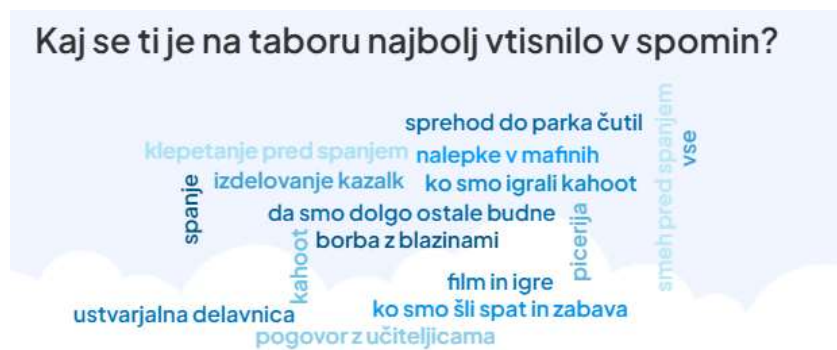 Kaj se ti je na taboru najbolj vtisnilo v spomin?
sprehod do parka čutil
klepetanje pred spanjem
nalepke v mafinih
vse
smeh pred spanjem
izdelovanje kazalk
ko smo igrali kahoot
spanje
da smo dolgo ostale budne
borba z blazinami
picerija
kahoot
film in igre
ustvarjalna delavnica
ko smo šli spat in zabava
pogovor z učiteljicama